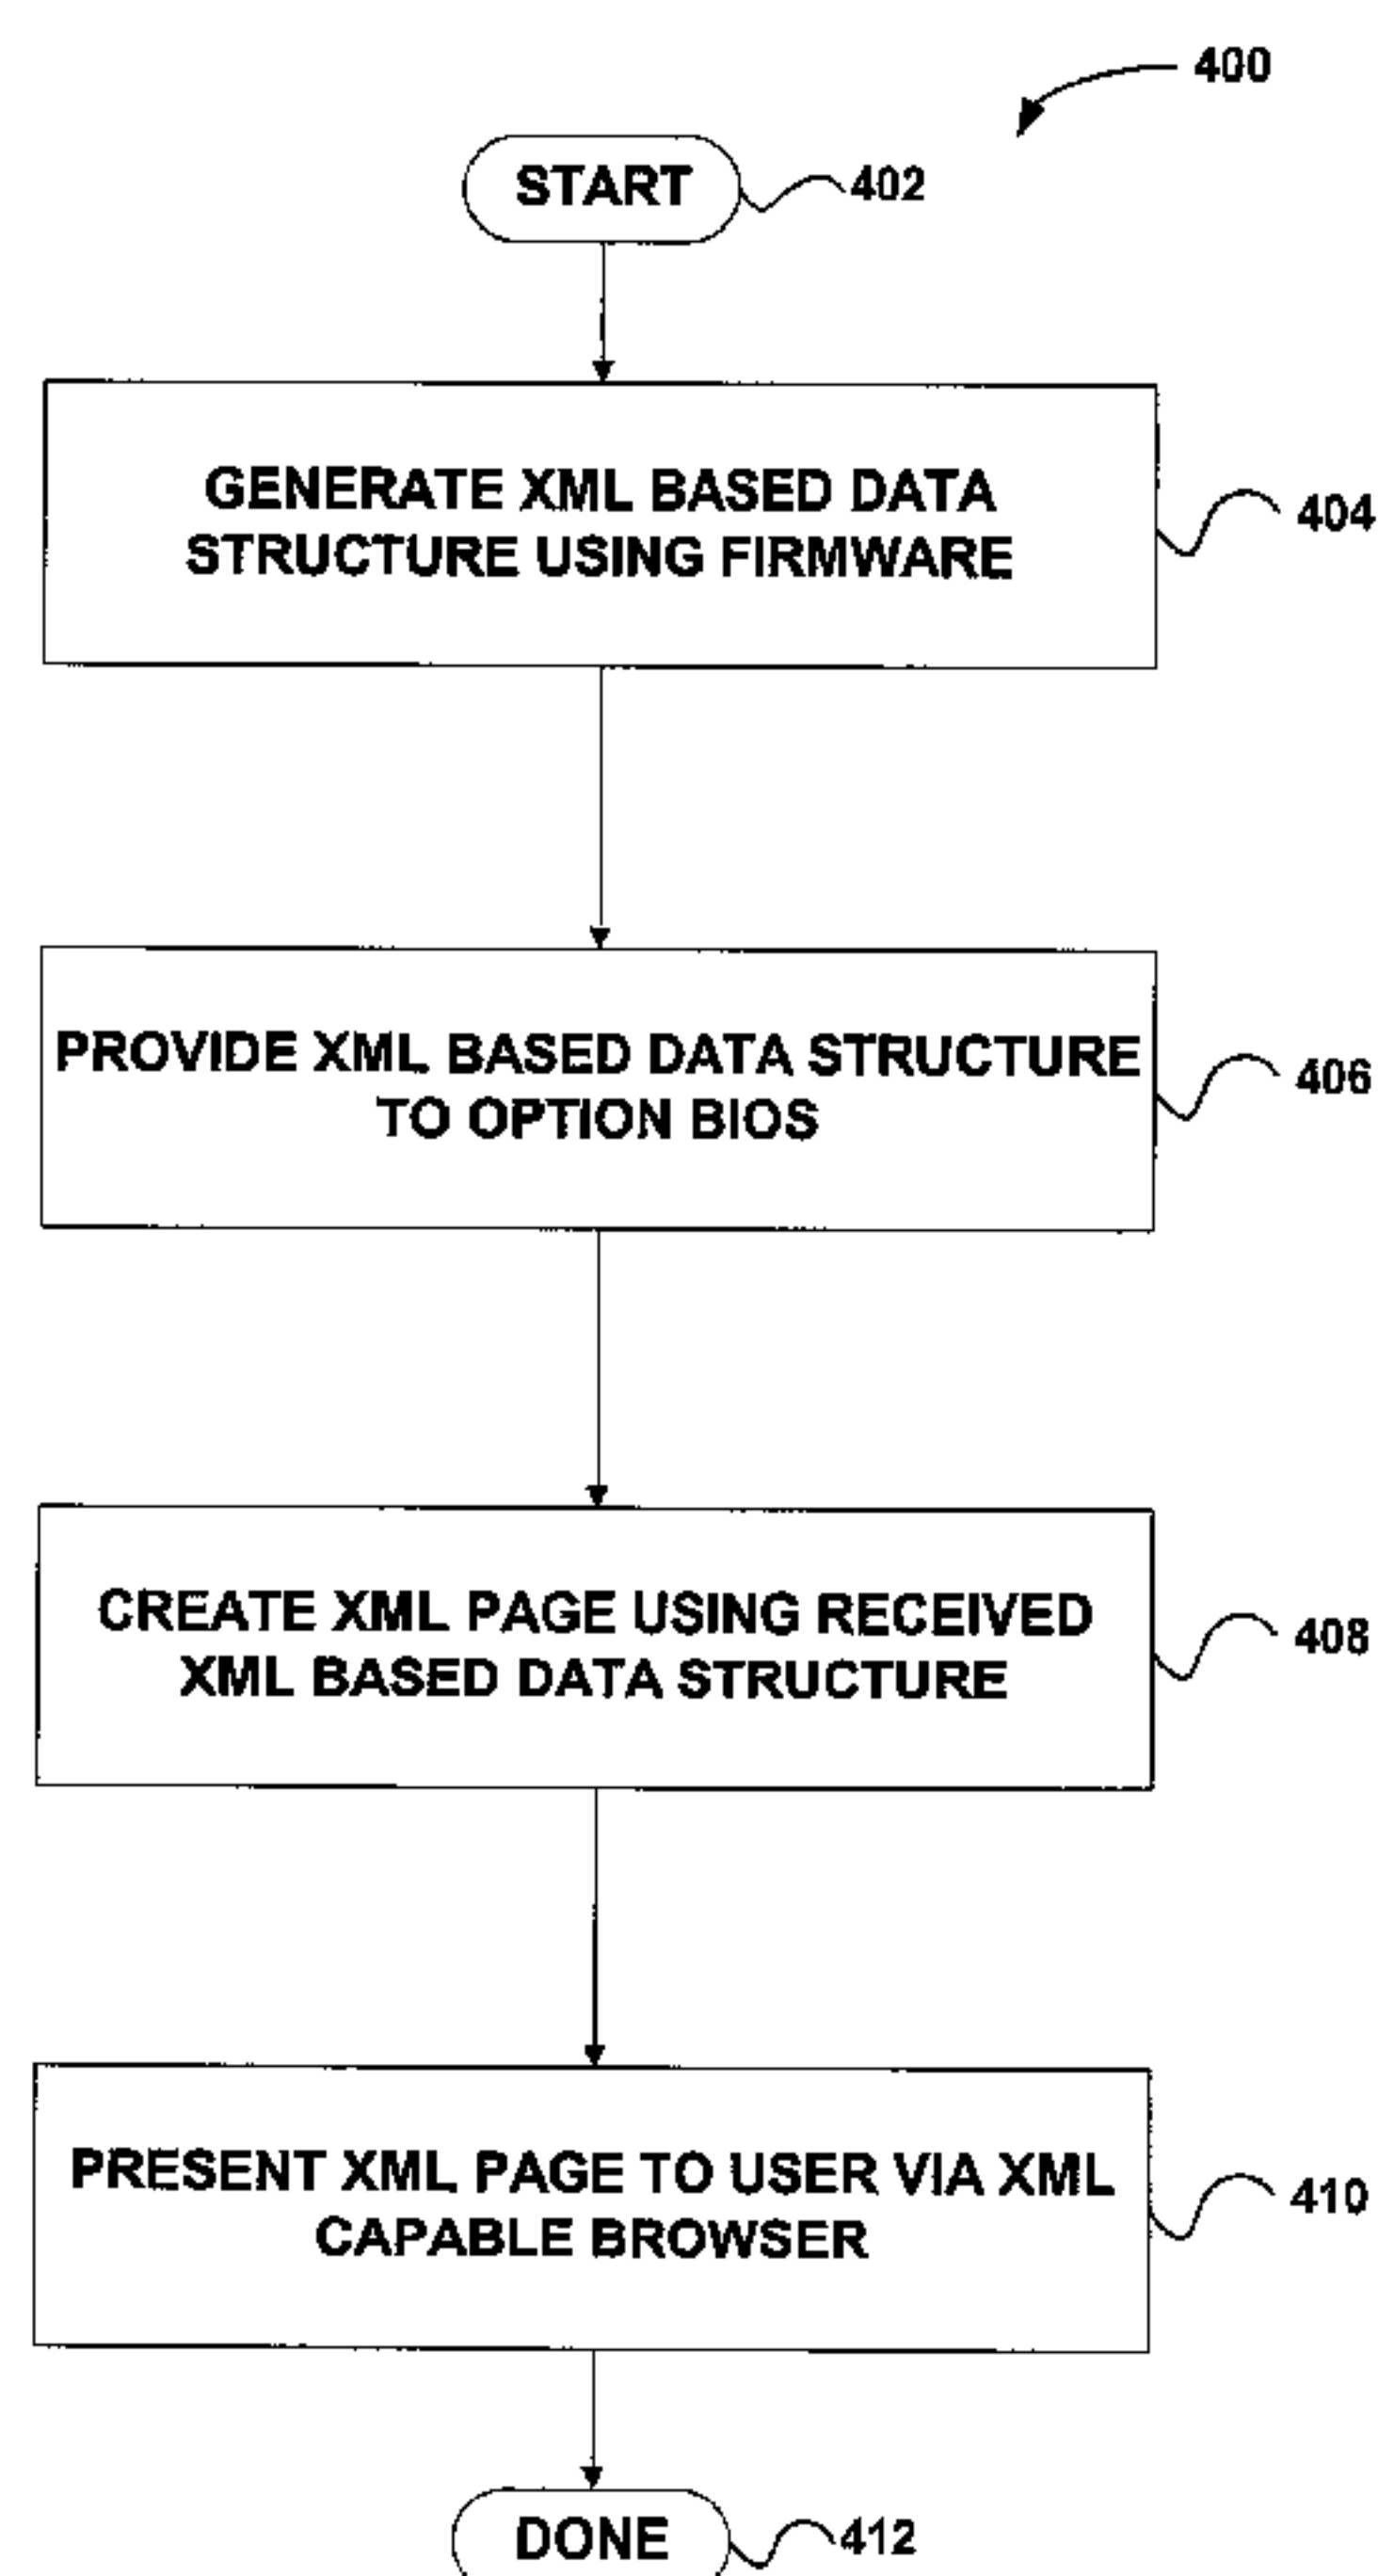 400
START
402
GENERATE XML BASED DATA
STRUCTURE USING FIRMWARE
404
PROVIDE XML BASED DATA STRUCTURE
TO OPTION BIOS
406
CREATE XML PAGE USING RECEIVED
XML BASED DATA STRUCTURE
408
PRESENT XML PAGE TO USER VIA XML
CAPABLE BROWSER
410
DONE
412